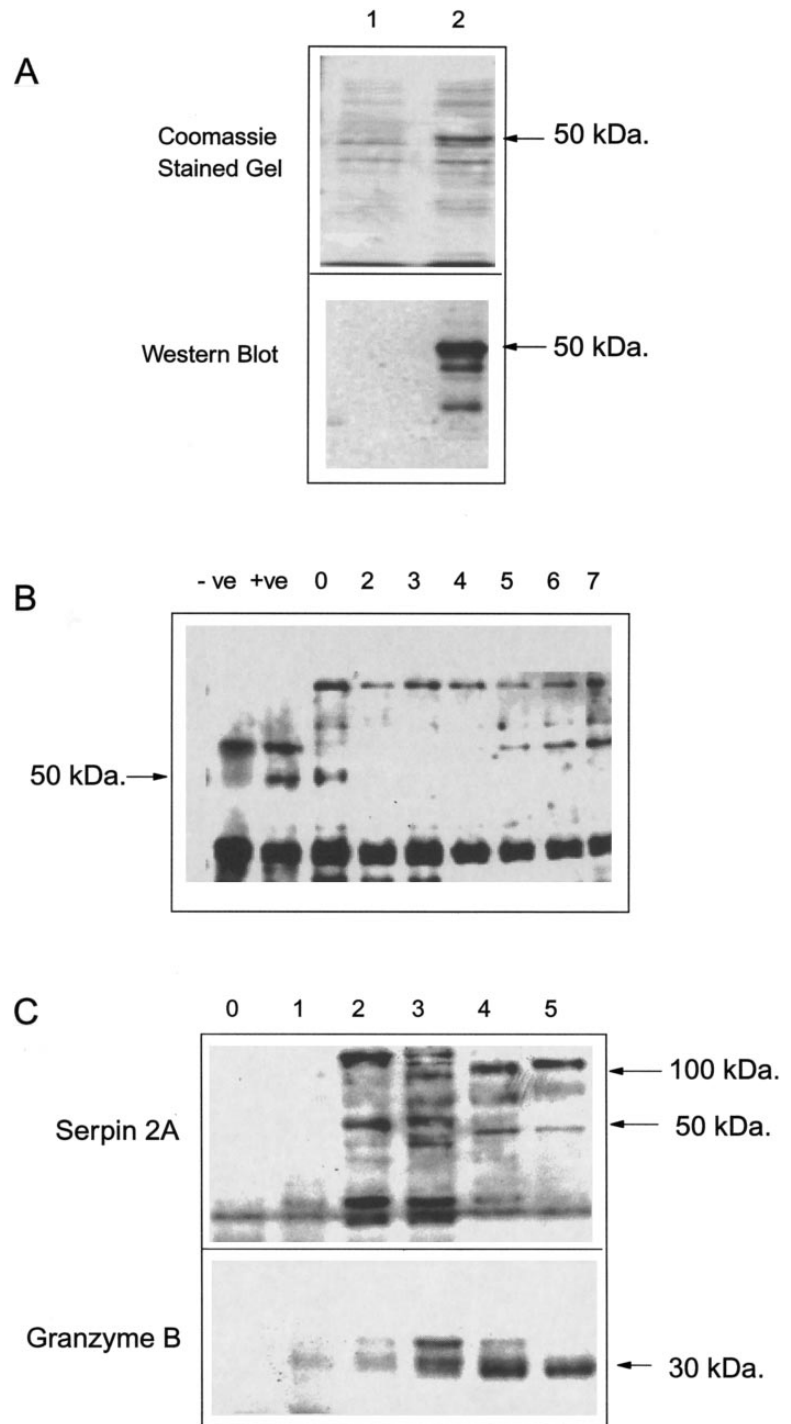 1 2
A
Coomassie
Stained Gel
50 kDa.
Western Blot
50 kDa.
B
- ve +ve 0 2 3 4 5 6 7
50 kDa.
C
0 1 2 3 4 5
Serpin 2A
100 kDa.
50 kDa.
Granzyme B
30 kDa.